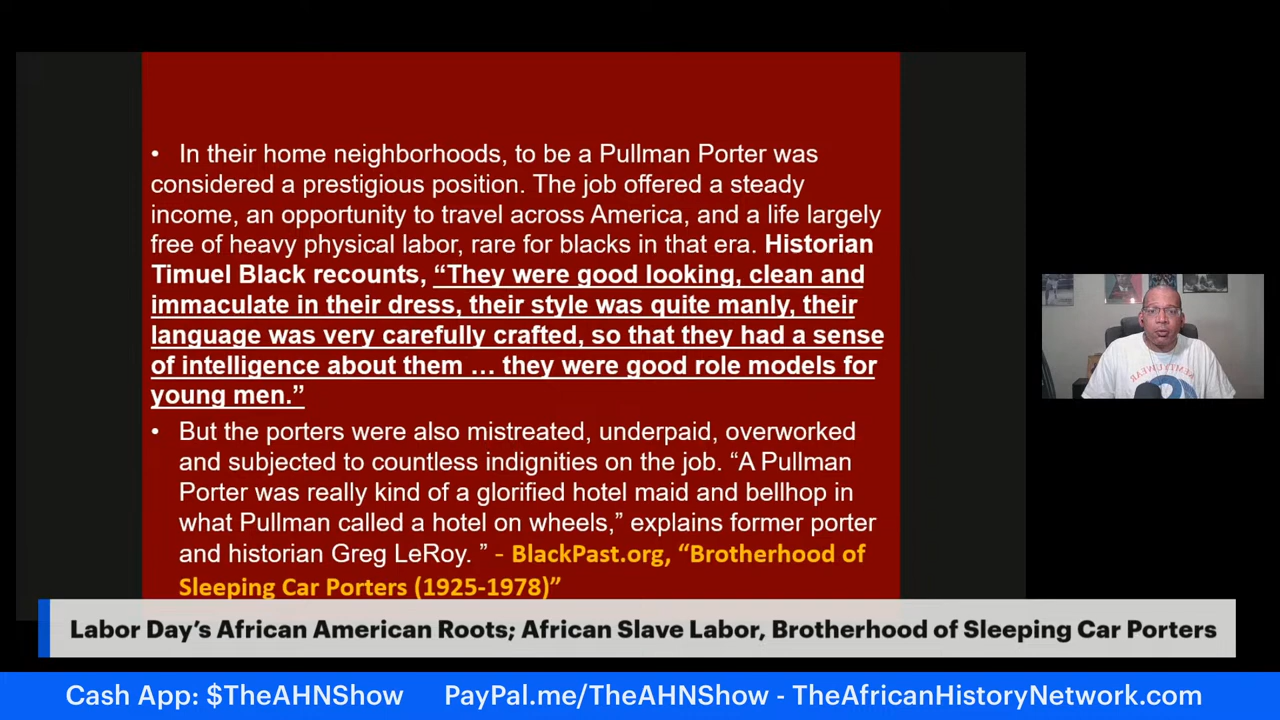 • In their home neighborhoods, to be a Pullman Porter was
considered a prestigious position. The job offered a steady
income, an opportunity to travel across America, and a life largely
free of heavy physical labor, rare for blacks in that era. Historian
Timuel Black recounts, “They were good looking, clean and
immaculate in their dress, their style was quite manly, their
language was very carefully crafted, so that they had a sense
of intelligence about them … they were good role models for
young men.”
• But the porters were also mistreated, underpaid, overworked
and subjected to countless indignities on the job. “A Pullman
Porter was really kind of a glorified hotel maid and bellhop in
what Pullman called a hotel on wheels,” explains former porter
and historian Greg LeRoy. ” - BlackPast.org, “Brotherhood of
Sleeping Car Porters (1925-1978)”
Labor Day’s African American Roots; African Slave Labor, Brotherhood of Sleeping Car Porters
Cash App: $TheAHNShow PayPal.me/TheAHNShow - TheAfricanHistoryNetwork.com